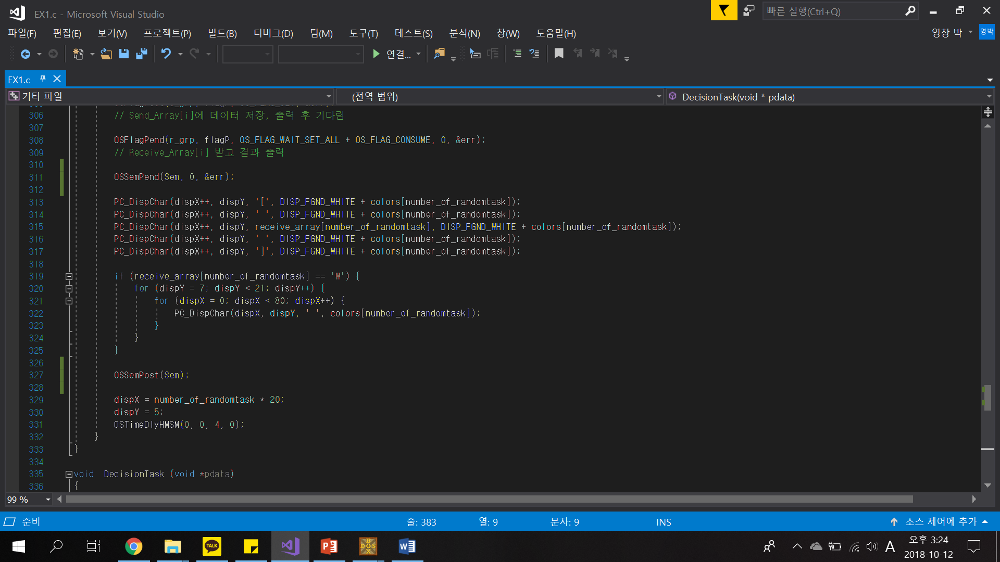 EX1.c - Microsoft Visual Studio
빠른 실행(Ctrl+Q)
파일(F) 편집(E) 보기(V) 프로젝트(P) 빌드(B) 디버그(D) 팀(M) 도구(T) 테스트(S) 분석(N) 창(W) 도움말(H)
영창 박 영박
연결...
EX1.c
기타 파일 (전역 범위) DecisionTask(void * pdata)
306 // Send_Array[i]에 데이터 저장, 출력 후 기다림
307
308 OSFlagPend(r_grp, flagP, OS_FLAG_WAIT_SET_ALL + OS_FLAG_CONSUME, 0, &err);
309 // Receive_Array[i] 받고 결과 출력
310
311 OSSemPend(Sem, 0, &err);
312
313 PC_DispChar(dispX++, dispY, '[', DISP_FGND_WHITE + colors[number_of_randomtask]);
314 PC_DispChar(dispX++, dispY, ' ', DISP_FGND_WHITE + colors[number_of_randomtask]);
315 PC_DispChar(dispX++, dispY, receive_array[number_of_randomtask], DISP_FGND_WHITE + colors[number_of_randomtask]);
316 PC_DispChar(dispX++, dispY, ' ', DISP_FGND_WHITE + colors[number_of_randomtask]);
317 PC_DispChar(dispX++, dispY, ']', DISP_FGND_WHITE + colors[number_of_randomtask]);
318
319 if (receive_array[number_of_randomtask] == 'W') {
320 for (dispY = 7; dispY < 21; dispY++) {
321 for (dispX = 0; dispX < 80; dispX++) {
322 PC_DispChar(dispX, dispY, ' ', colors[number_of_randomtask]);
323 }
324 }
325 }
326
327 OSSemPost(Sem);
328
329 dispX = number_of_randomtask * 20;
330 dispY = 5;
331 OSTimeDlyHMSM(0, 0, 4, 0);
332 }
333 }
334
335 void DecisionTask (void *pdata)
336 {
99 %
준비 줄: 383 열: 9 문자: 9 INS 소스 제어에 추가
TALK
DOS BOX
A
오후 3:24
2018-10-12